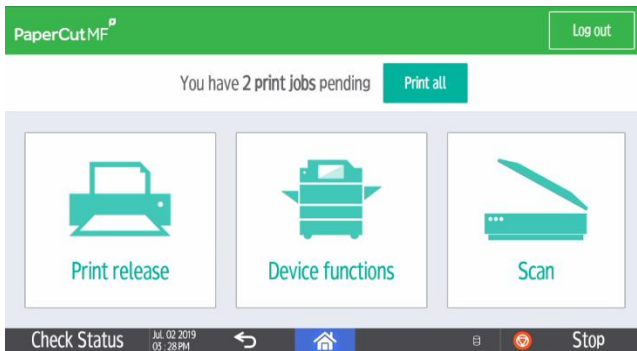 PaperCutMF
Log out
You have 2 print jobs pending
Print all
Print release
Device functions
Scan
Check Status
JUL 02 2019
03 : 28 PM
Stop